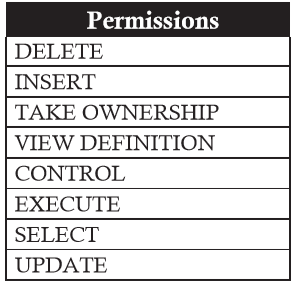 Permissions
DELETE
INSERT
TAKE OWNERSHIP
VIEW DEFINITION
CONTROL
EXECUTE
SELECT
UPDATE